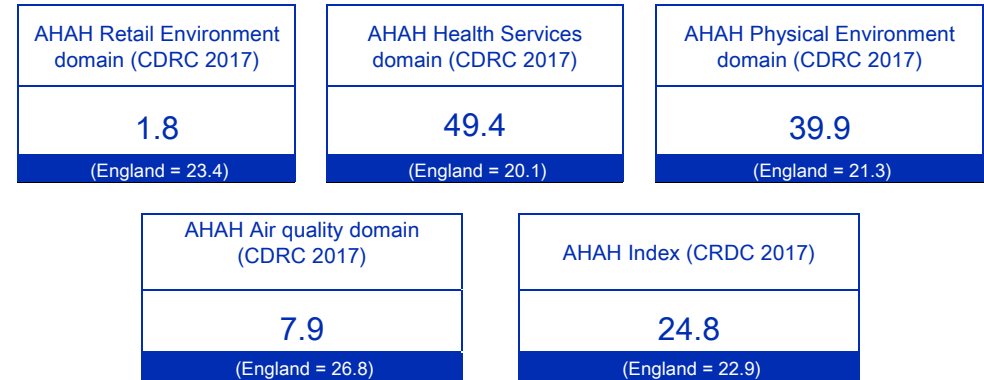 AHAH Retail Environment
domain (CDRC 2017)
1.8
(England = 23.4)
AHAH Health Services
domain (CDRC 2017)
49.4
(England = 20.1)
AHAH Physical Environment
domain (CDRC 2017)
39.9
(England = 21.3)
AHAH Air quality domain
(CDRC 2017)
7.9
(England = 26.8)
AHAH Index (CRDC 2017)
24.8
(England = 22.9)